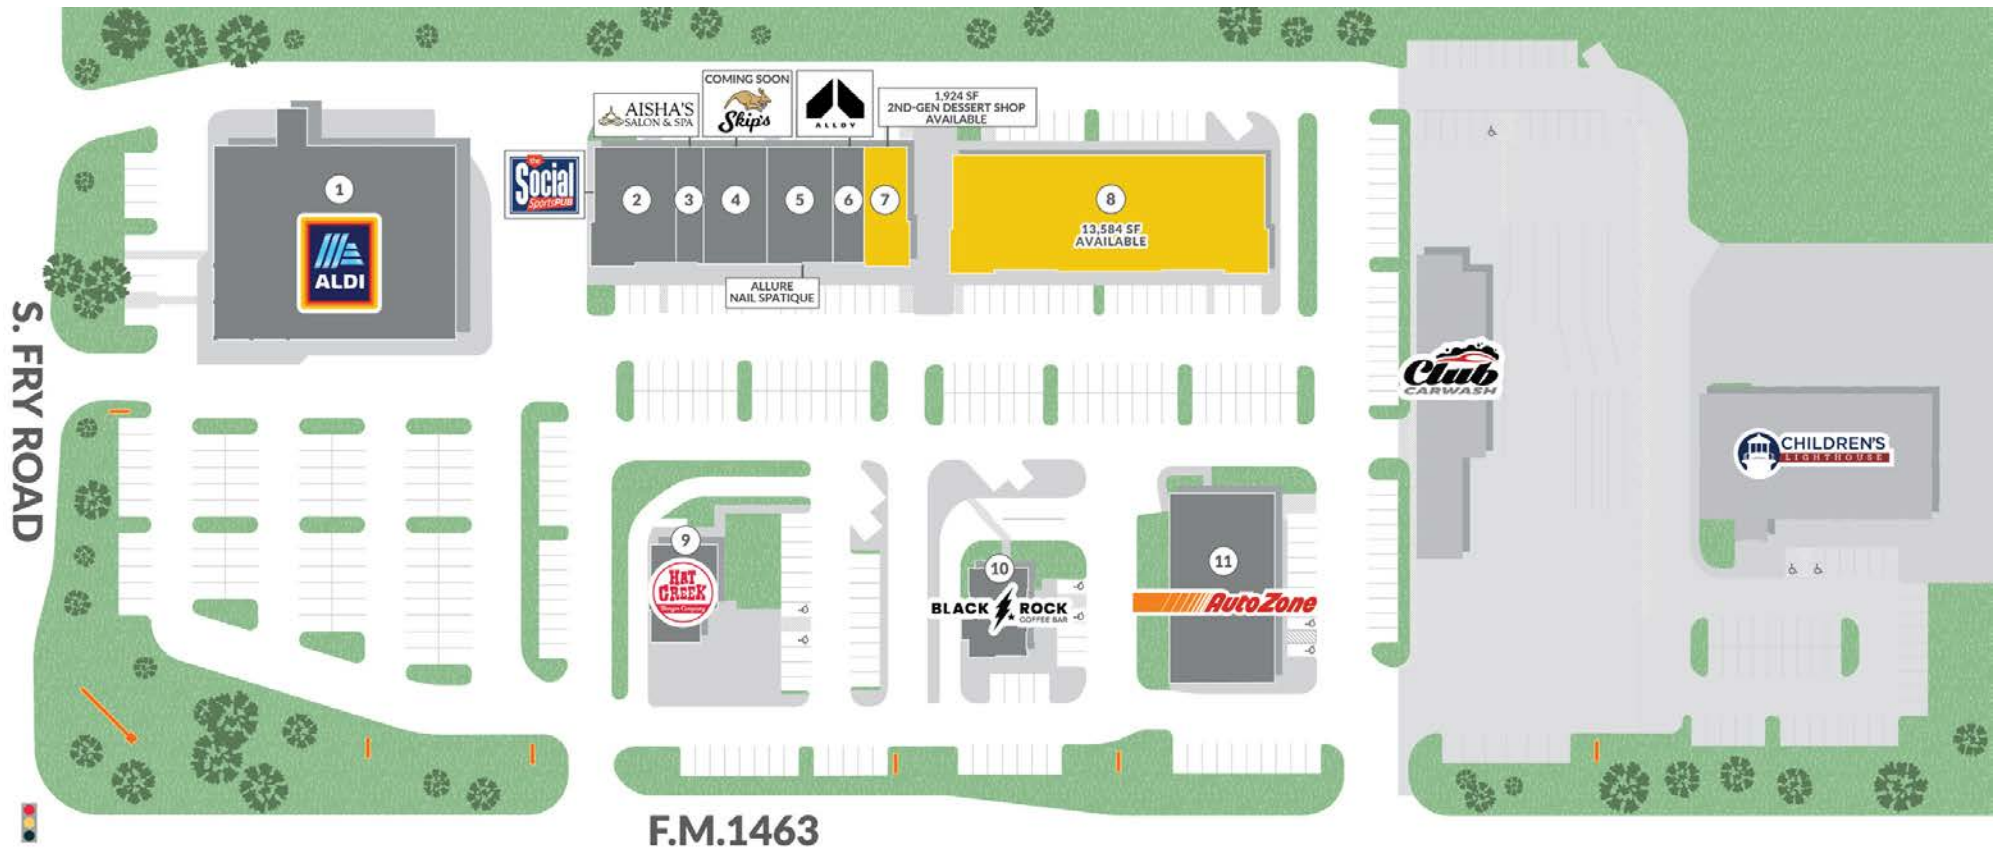 COMING SOON
AISHA'S
SALON & SPA
Skip's
ALLOY
1,924 SF
2ND-GEN DESSERT SHOP
AVAILABLE
the
Social
SportsPUB
1
2
3
4
5
6
7
8
13,584 SF
AVAILABLE
ALDI
ALLURE
NAIL SPATIQUE
S. FRY ROAD
Club
CARWASH
CHILDREN'S
LIGHTHOUSE
9
HAT
CREEK
Burger Company
10
BLACK ROCK
COFFEE BAR
11
AutoZone
F.M.1463